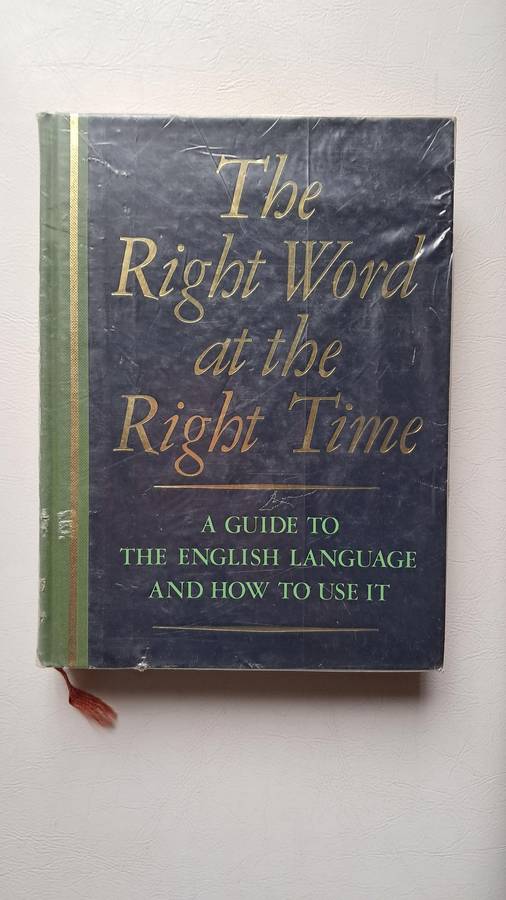 The
Right Word
at the
Right Time
A GUIDE TO
THE ENGLISH LANGUAGE
AND HOW TO USE IT